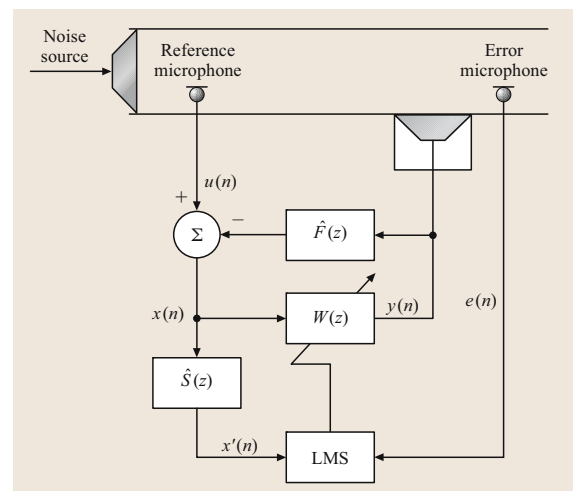 Noise
source
Reference
microphone
Error
microphone
u(n)
+
−
Σ
F̂(z)
x(n)
W(z)
y(n)
e(n)
Ŝ(z)
x′(n)
LMS